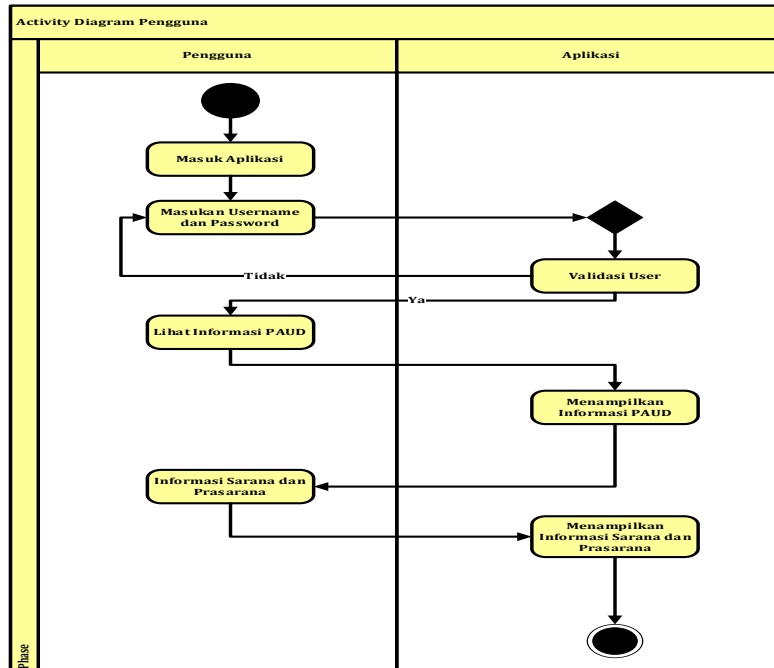 Activity Diagram Pengguna
Pengguna
Aplikasi
Masuk Aplikasi
Masukan Username
dan Password
Validasi User
Tidak
Ya
Lihat Informasi PAUD
Menampilkan
Informasi PAUD
Informasi Sarana dan
Prasarana
Menampilkan
Informasi Sarana dan
Prasarana
Phase